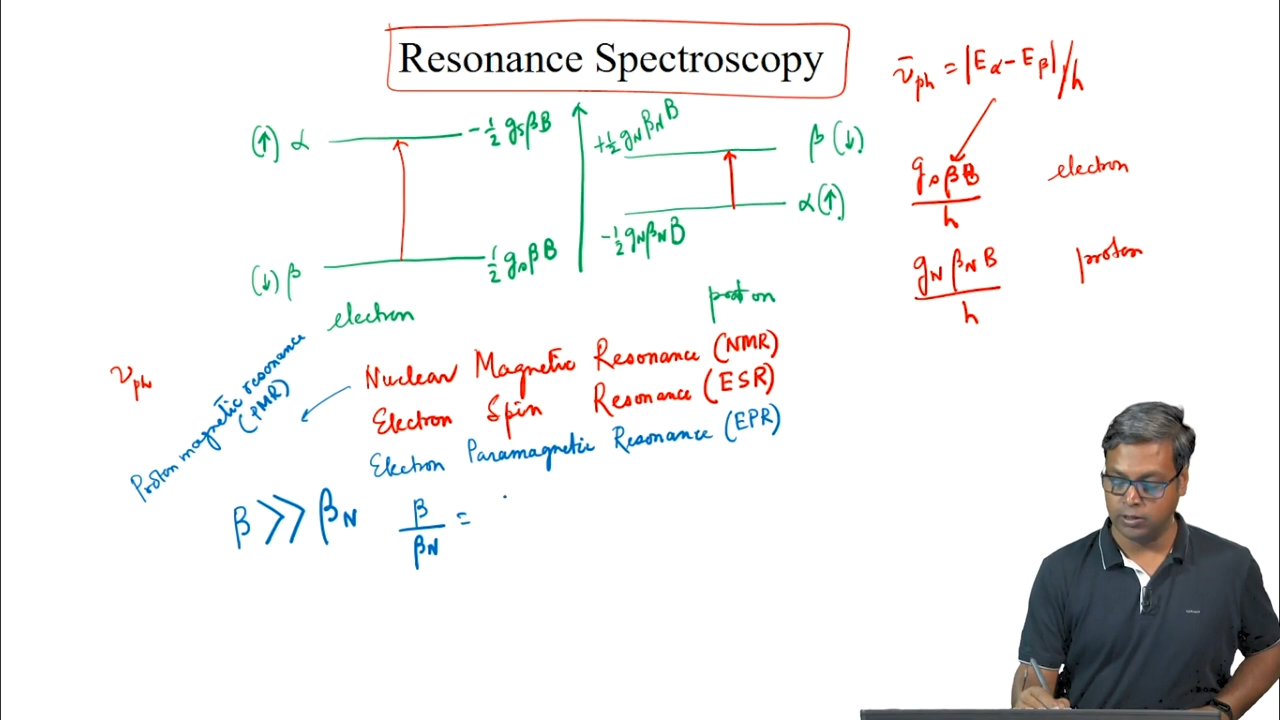 Resonance Spectroscopy
ν̄ph = |Eα - Eβ|/h
(↑) α
-½ gsβB
+½ gNβNB
β (↓)
gsβB/h electron
α(↑)
-½ gNβNB
(↓) β
½ gsβB
gNβNB/h proton
electron
proton
νph
Proton magnetic resonance
(PMR)
Nuclear Magnetic Resonance (NMR)
Electron Spin Resonance (ESR)
Electron Paramagnetic Resonance (EPR)
β >> βN
β/βN =